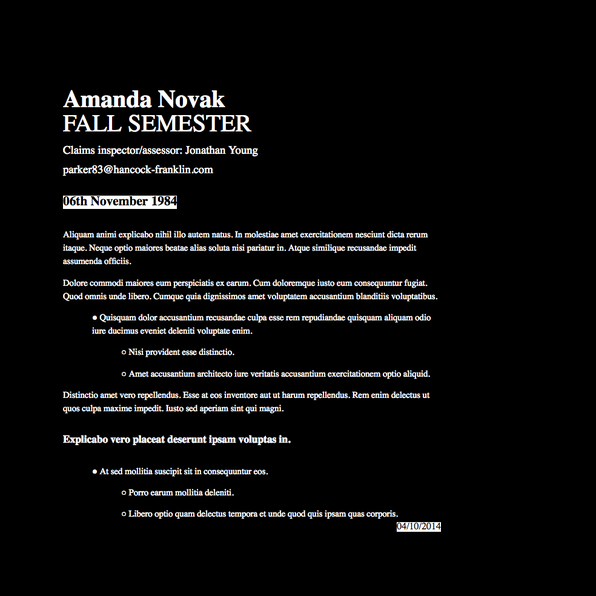 Amanda Novak
FALL SEMESTER
Claims inspector/assessor: Jonathan Young
parker83@hancock-franklin.com
06th November 1984
Aliquam animi explicabo nihil illo autem natus. In molestiae amet exercitationem nesciunt dicta rerum
itaque. Neque optio maiores beatae alias soluta nisi pariatur in. Atque similique recusandae impedit
assumenda officiis.
Dolore commodi maiores eum perspiciatis ex earum. Cum doloremque iusto eum consequuntur fugiat.
Quod omnis unde libero. Cumque quia dignissimos amet voluptatem accusantium blanditiis voluptatibus.
● Quisquam dolor accusantium recusandae culpa esse rem repudiandae quisquam aliquam odio
iure ducimus eveniet deleniti voluptate enim.
○ Nisi provident esse distinctio.
○ Amet accusantium architecto iure veritatis accusantium exercitationem optio aliquid.
Distinctio amet vero repellendus. Esse at eos inventore aut ut harum repellendus. Rem enim delectus ut
quos culpa maxime impedit. Iusto sed aperiam sint qui magni.
Explicabo vero placeat deserunt ipsam voluptas in.
● At sed mollitia suscipit sit in consequuntur eos.
○ Porro earum mollitia deleniti.
○ Libero optio quam delectus tempora et unde quod quis ipsam quas corporis.
04/10/2014